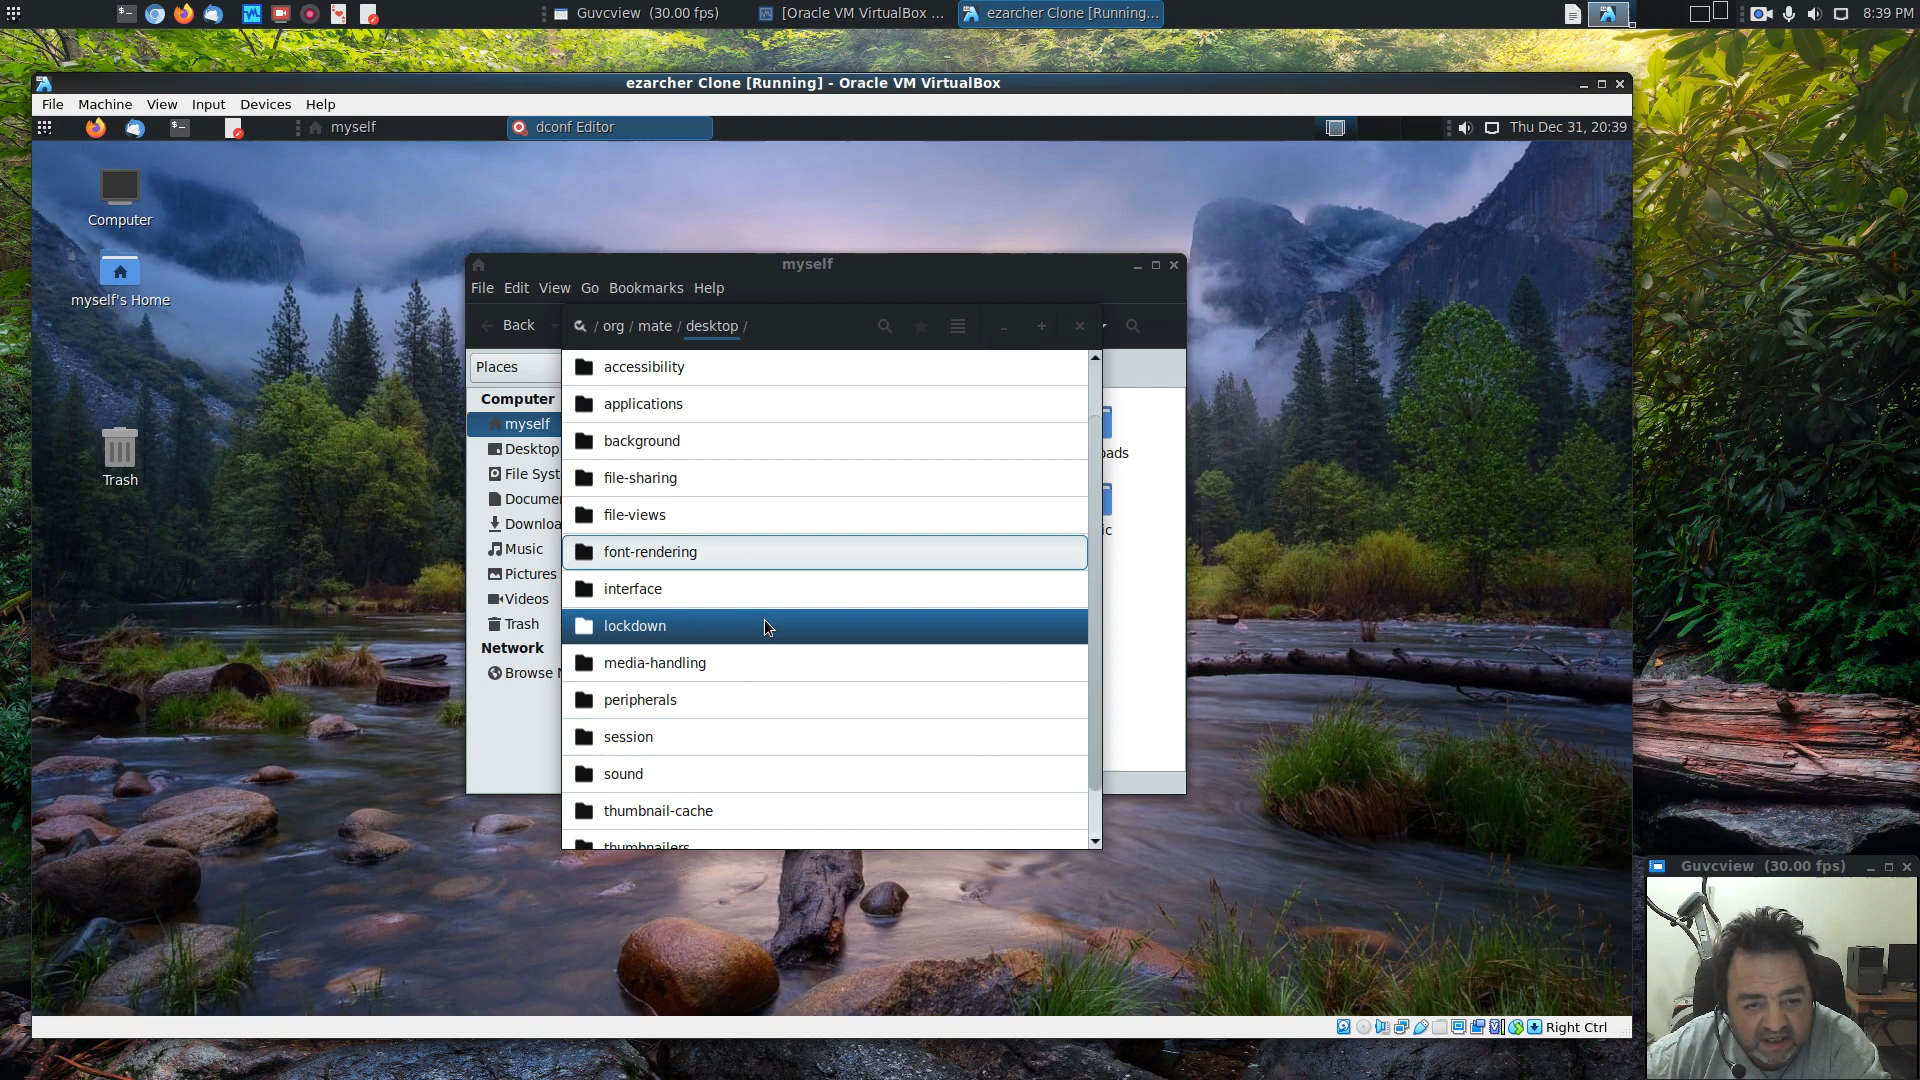 Guvcview (30.00 fps)
[Oracle VM VirtualBox ...
ezarcher Clone [Running...
8:39 PM
ezarcher Clone [Running] - Oracle VM VirtualBox
File Machine View Input Devices Help
myself
dconf Editor
Thu Dec 31, 20:39
Computer
myself's Home
Trash
myself
File Edit View Go Bookmarks Help
Back
/ org / mate / desktop /
Places
Computer
myself
Desktop
File Syst
Docume
Downloa
Music
Pictures
Videos
Trash
Network
Browse N
accessibility
applications
background
file-sharing
file-views
font-rendering
interface
lockdown
media-handling
peripherals
session
sound
thumbnail-cache
thumbnailers
oads
ic
Right Ctrl
Guvcview (30.00 fps)